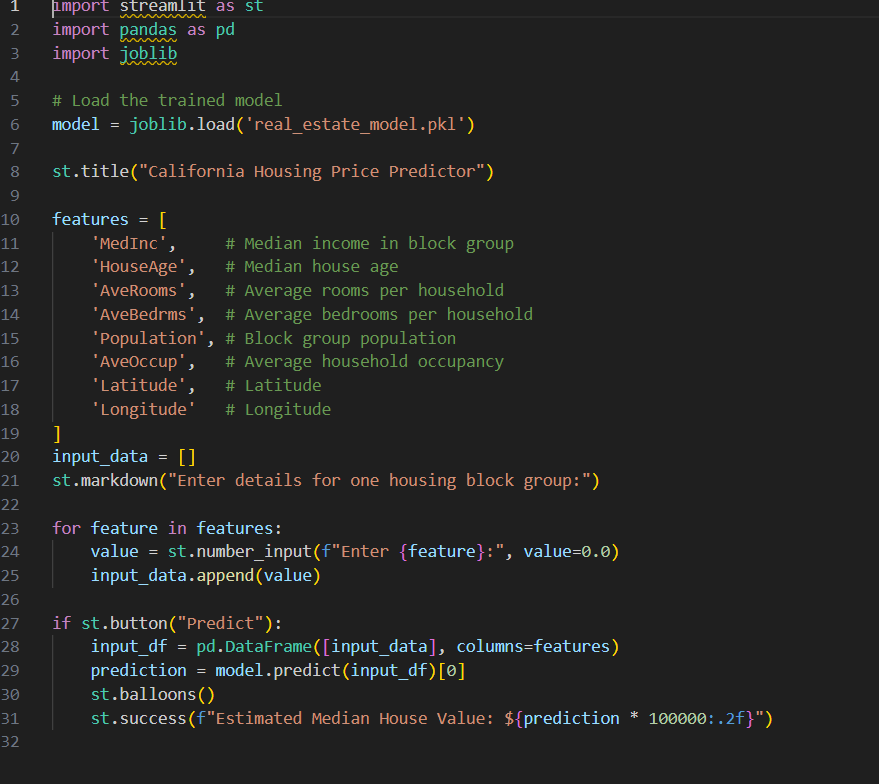 1 import streamlit as st
2 import pandas as pd
3 import joblib
4
5 # Load the trained model
6 model = joblib.load('real_estate_model.pkl')
7
8 st.title("California Housing Price Predictor")
9
10 features = [
11     'MedInc',     # Median income in block group
12     'HouseAge',   # Median house age
13     'AveRooms',   # Average rooms per household
14     'AveBedrms',  # Average bedrooms per household
15     'Population', # Block group population
16     'AveOccup',   # Average household occupancy
17     'Latitude',   # Latitude
18     'Longitude'   # Longitude
19 ]
20 input_data = []
21 st.markdown("Enter details for one housing block group:")
22
23 for feature in features:
24     value = st.number_input(f"Enter {feature}:", value=0.0)
25     input_data.append(value)
26
27 if st.button("Predict"):
28     input_df = pd.DataFrame([input_data], columns=features)
29     prediction = model.predict(input_df)[0]
30     st.balloons()
31     st.success(f"Estimated Median House Value: ${prediction * 100000:.2f}")
32